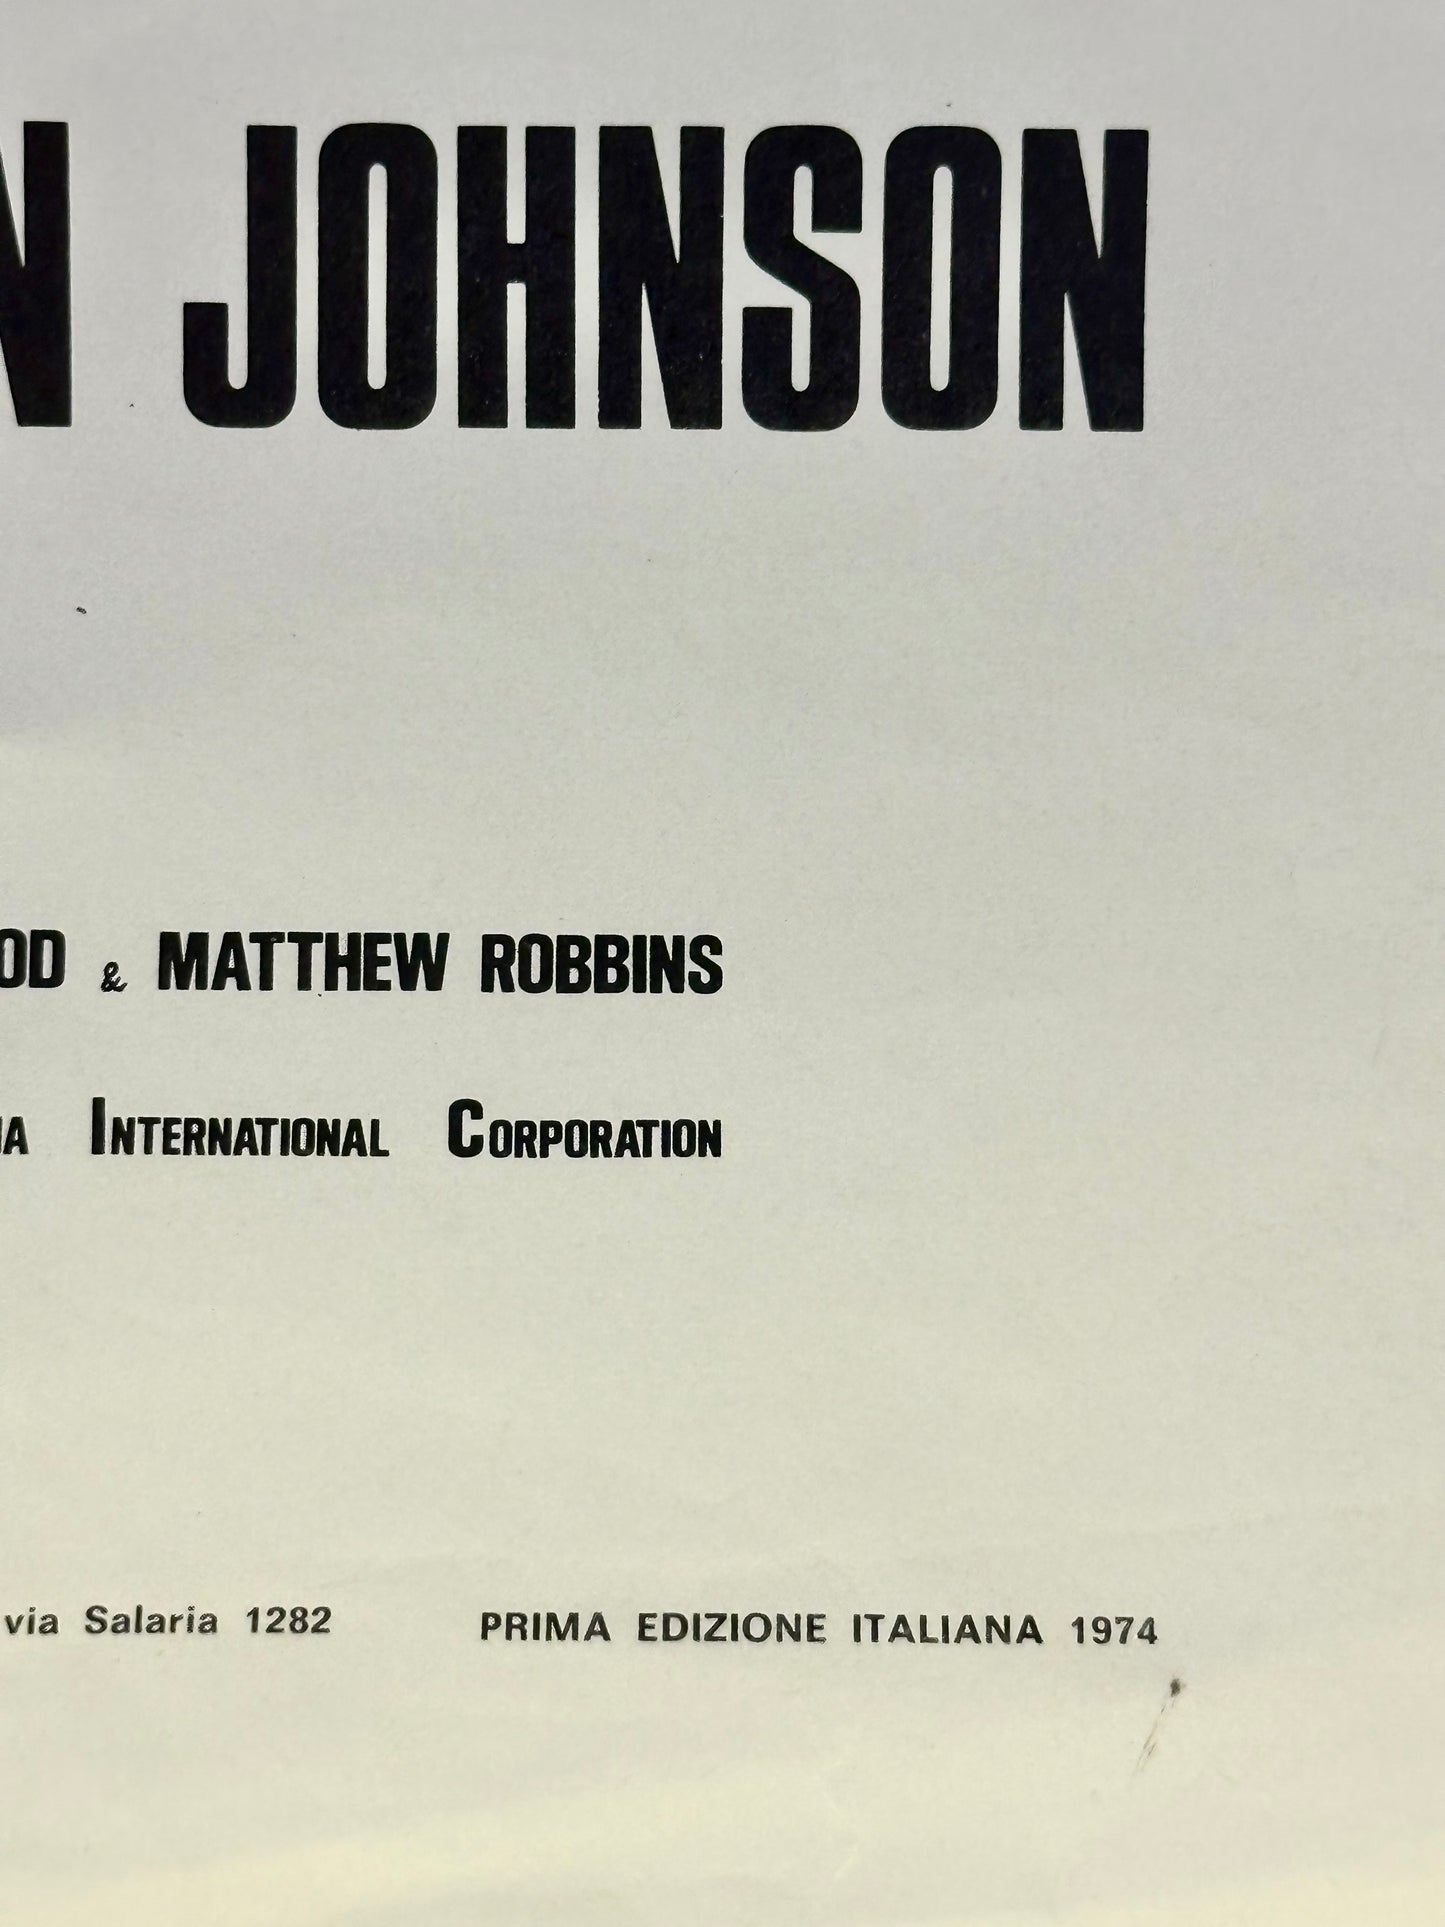 N JOHNSON
OD & MATTHEW ROBBINS
IA INTERNATIONAL CORPORATION
via Salaria 1282 PRIMA EDIZIONE ITALIANA 1974